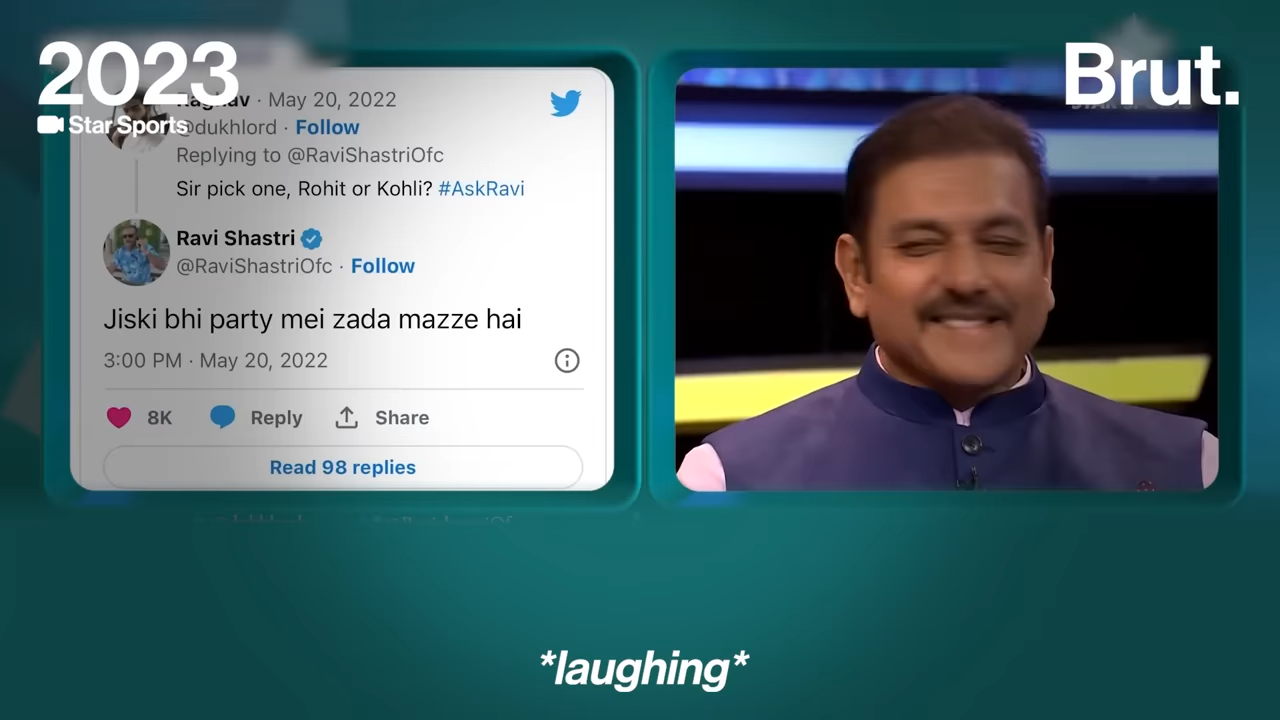 2023
Star Sports
Brut.
Raghav · May 20, 2022
@dukhlord · Follow
Replying to @RaviShastriOfc
Sir pick one, Rohit or Kohli? #AskRavi
Ravi Shastri
@RaviShastriOfc · Follow
Jiski bhi party mei zada mazze hai
3:00 PM · May 20, 2022
8K Reply Share
Read 98 replies
*laughing*